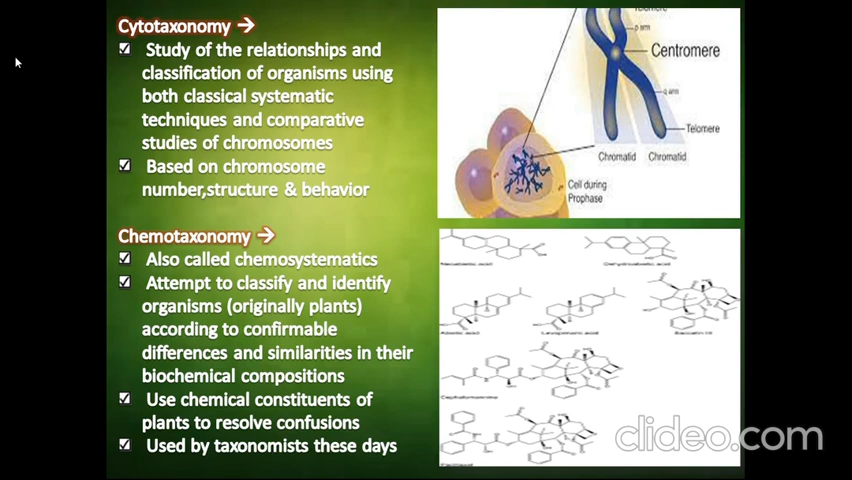 Cytotaxonomy →
Study of the relationships and
classification of organisms using
both classical systematic
techniques and comparative
studies of chromosomes
Based on chromosome
number,structure & behavior
Chemotaxonomy →
Also called chemosystematics
Attempt to classify and identify
organisms (originally plants)
according to confirmable
differences and similarities in their
biochemical compositions
Use chemical constituents of
plants to resolve confusions
Used by taxonomists these days
Telomere
p arm
Centromere
q arm
Telomere
Chromatid Chromatid
Cell during
Prophase
Abietic acid
clideo.com